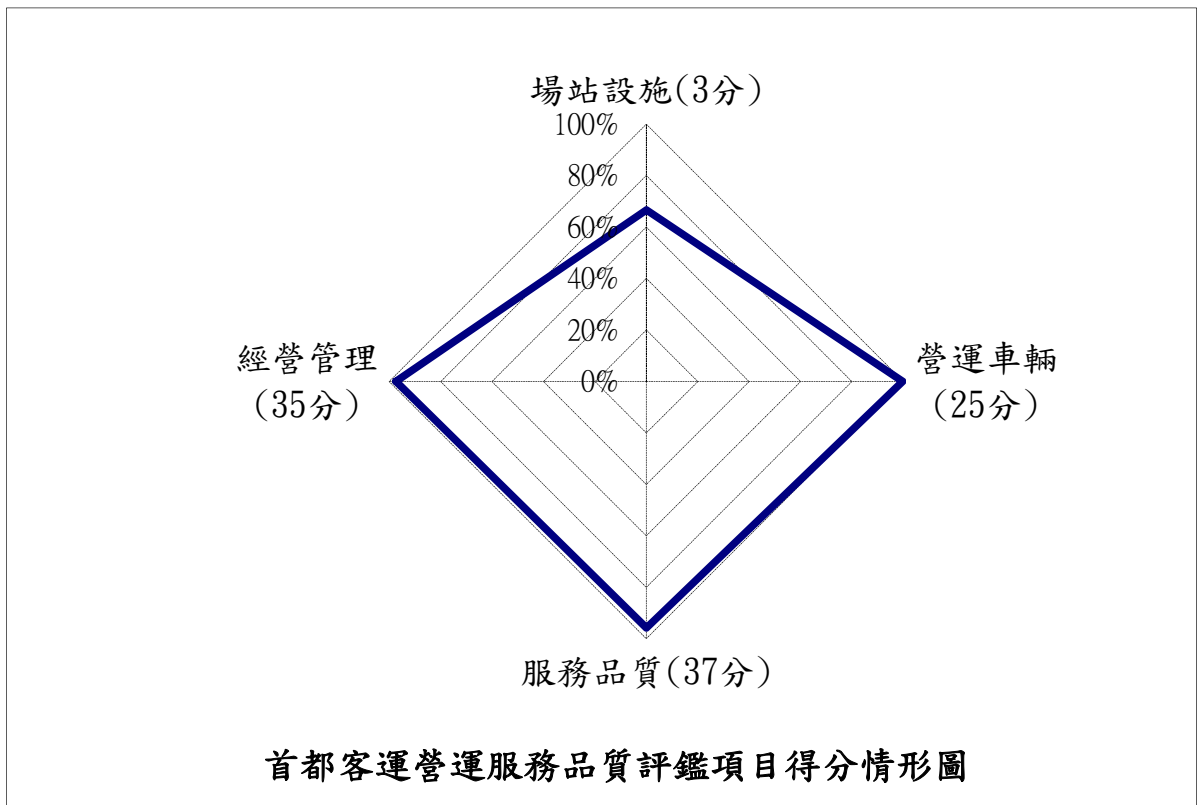 場站設施(3分)
100%
80%
60%
40%
20%
0%
經營管理
(35分)
營運車輛
(25分)
服務品質(37分)
首都客運營運服務品質評鑑項目得分情形圖